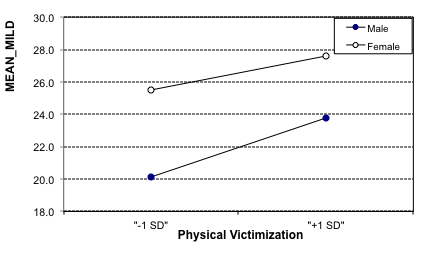 MEAN_MILD
30.0
28.0
26.0
24.0
22.0
20.0
18.0
Male
Female
"-1 SD"
"+1 SD"
Physical Victimization